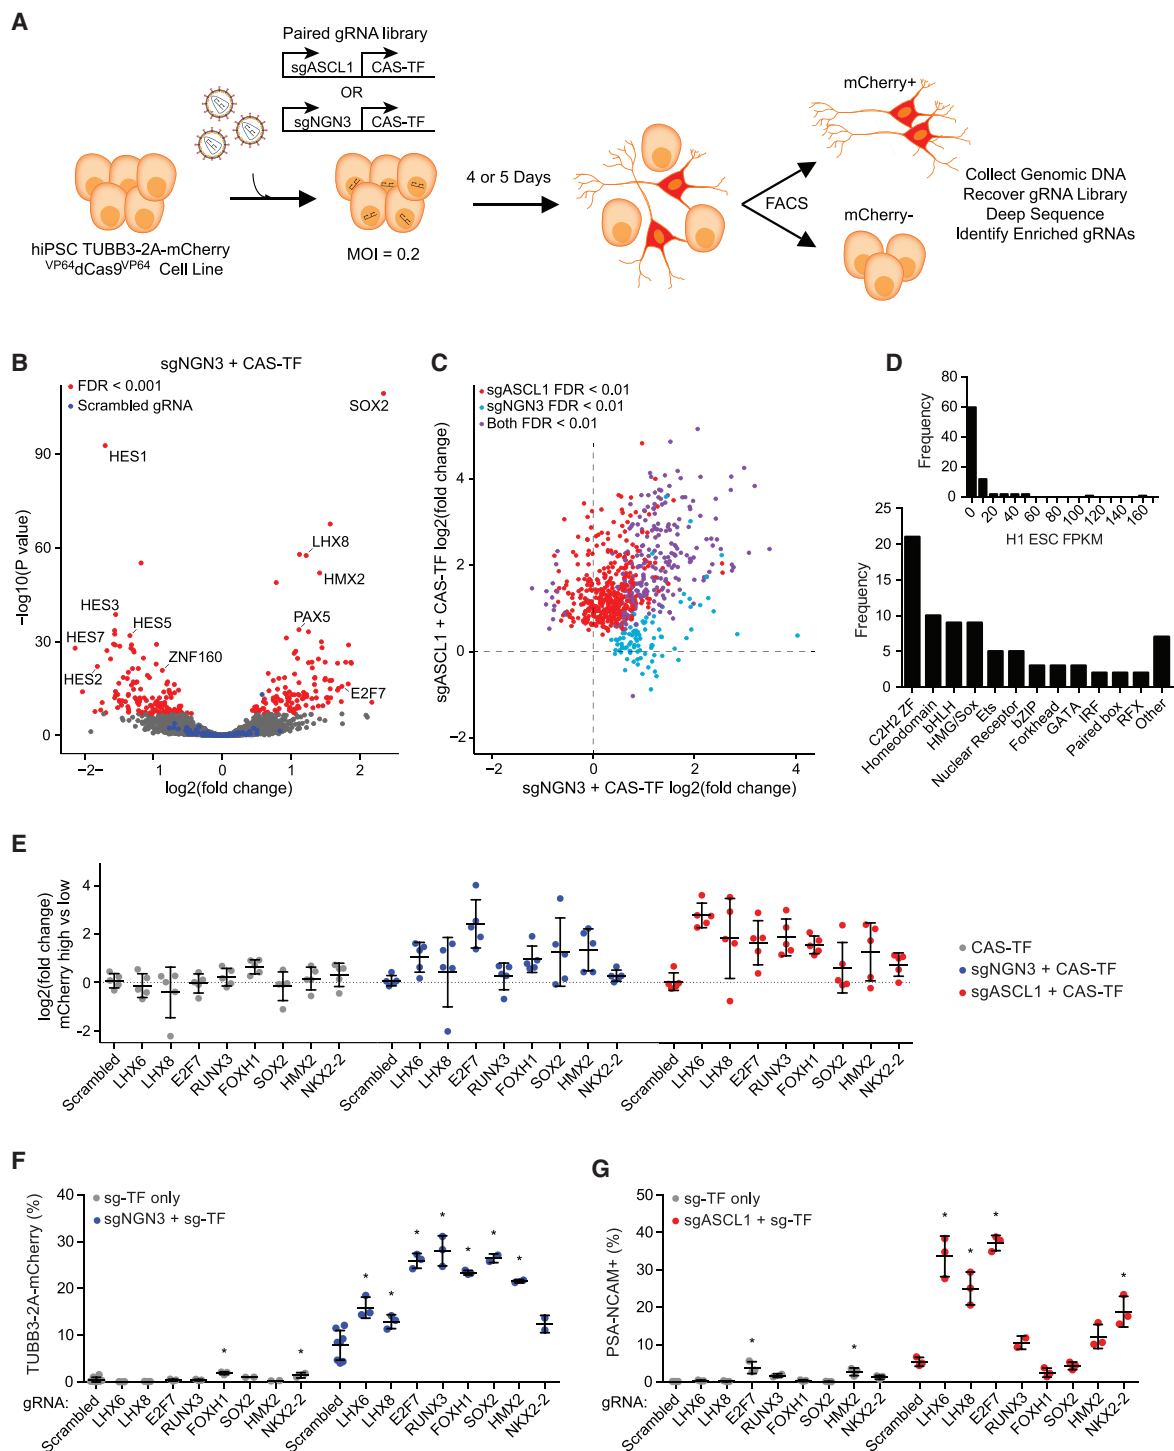 A
Paired gRNA library
sgASCL1 CAS-TF
OR
sgNGN3 CAS-TF
hiPSC TUBB3-2A-mCherry
VP64dCas9VP64 Cell Line
MOI = 0.2
4 or 5 Days
FACS
mCherry+
mCherry-
Collect Genomic DNA
Recover gRNA Library
Deep Sequence
Identify Enriched gRNAs
B
sgNGN3 + CAS-TF
FDR < 0.001
Scrambled gRNA
SOX2
HES1
LHX8
HMX2
HES3
HES5
PAX5
HES7
ZNF160
HES2
E2F7
−log10(P value)
90
60
30
0
−2− 1 0 1 2
log2(fold change)
C
sgASCL1 FDR < 0.01
sgNGN3 FDR < 0.01
Both FDR < 0.01
sgASCL1 + CAS-TF log2(fold change)
4
2
0
−2
−2 0 2 4
sgNGN3 + CAS-TF log2(fold change)
D
Frequency
80
60
40
20
0
0 20 40 60 80 100 120 140 160
H1 ESC FPKM
Frequency
25
20
15
10
5
0
C2H2 ZF Homeodomain bHLH HMG/Sox Ets Nuclear Receptor bZIP Forkhead GATA IRF Paired box RFX Other
E
log2(fold change)
mCherry high vs low
4
2
0
-2
Scrambled LHX6 LHX8 E2F7 RUNX3 FOXH1 SOX2 HMX2 NKX2-2 Scrambled LHX6 LHX8 E2F7 RUNX3 FOXH1 SOX2 HMX2 NKX2-2 Scrambled LHX6 LHX8 E2F7 RUNX3 FOXH1 SOX2 HMX2 NKX2-2
CAS-TF
sgNGN3 + CAS-TF
sgASCL1 + CAS-TF
F
TUBB3-2A-mCherry (%)
40
30
20
10
0
sg-TF only
sgNGN3 + sg-TF
* * * * * * * * *
gRNA: Scrambled LHX6 LHX8 E2F7 RUNX3 FOXH1 SOX2 HMX2 NKX2-2 Scrambled LHX6 LHX8 E2F7 RUNX3 FOXH1 SOX2 HMX2 NKX2-2
G
PSA-NCAM+ (%)
50
40
30
20
10
0
sg-TF only
sgASCL1 + sg-TF
* * * * * *
gRNA: Scrambled LHX6 LHX8 E2F7 RUNX3 FOXH1 SOX2 HMX2 NKX2-2 Scrambled LHX6 LHX8 E2F7 RUNX3 FOXH1 SOX2 HMX2 NKX2-2